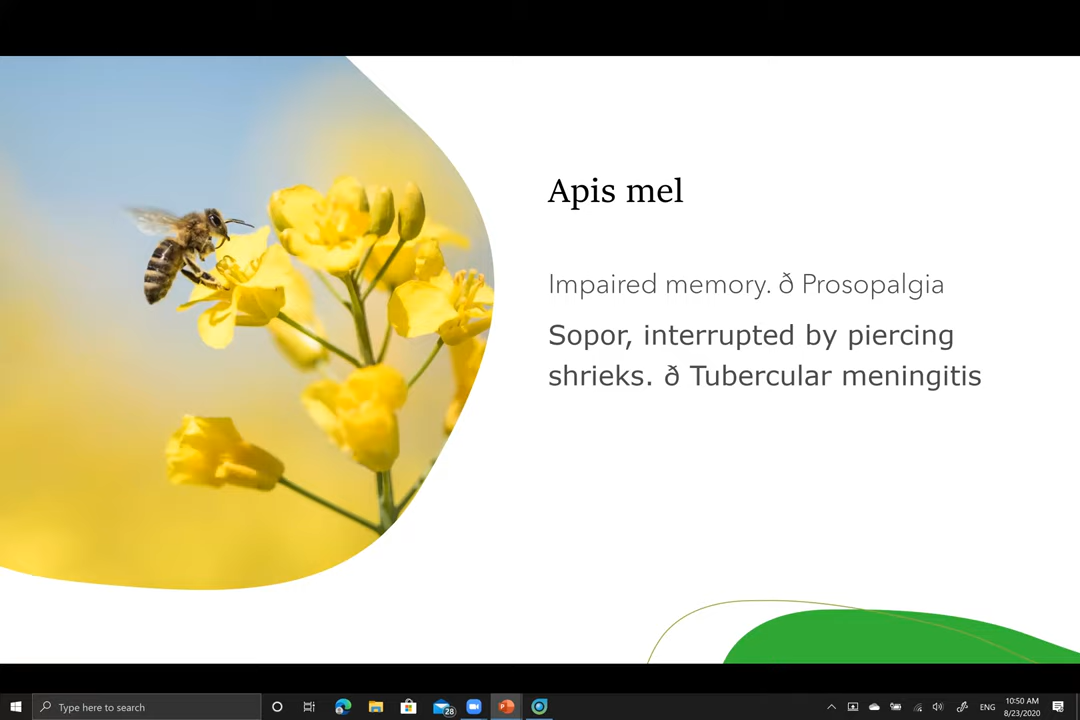 Apis mel
Impaired memory. ð Prosopalgia
Sopor, interrupted by piercing
shrieks. ð Tubercular meningitis
Type here to search
28
ENG
10:50 AM
8/23/2020